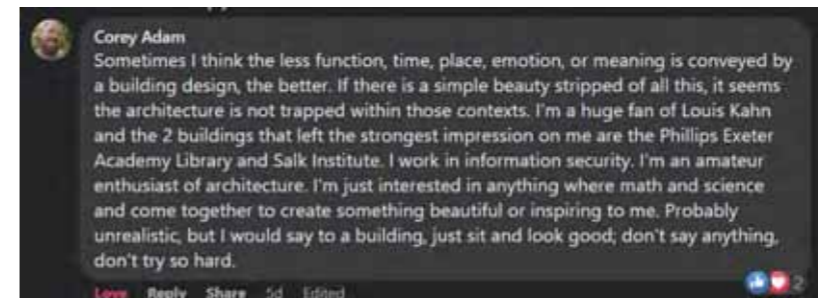 Corey Adam
Sometimes I think the less function, time, place, emotion, or meaning is conveyed by
a building design, the better. If there is a simple beauty stripped of all this, it seems
the architecture is not trapped within those contexts. I'm a huge fan of Louis Kahn
and the 2 buildings that left the strongest impression on me are the Phillips Exeter
Academy Library and Salk Institute. I work in information security. I'm an amateur
enthusiast of architecture. I'm just interested in anything where math and science
and come together to create something beautiful or inspiring to me. Probably
unrealistic, but I would say to a building, just sit and look good; don't say anything,
don't try so hard.
2
Love Reply Share 5d Edited